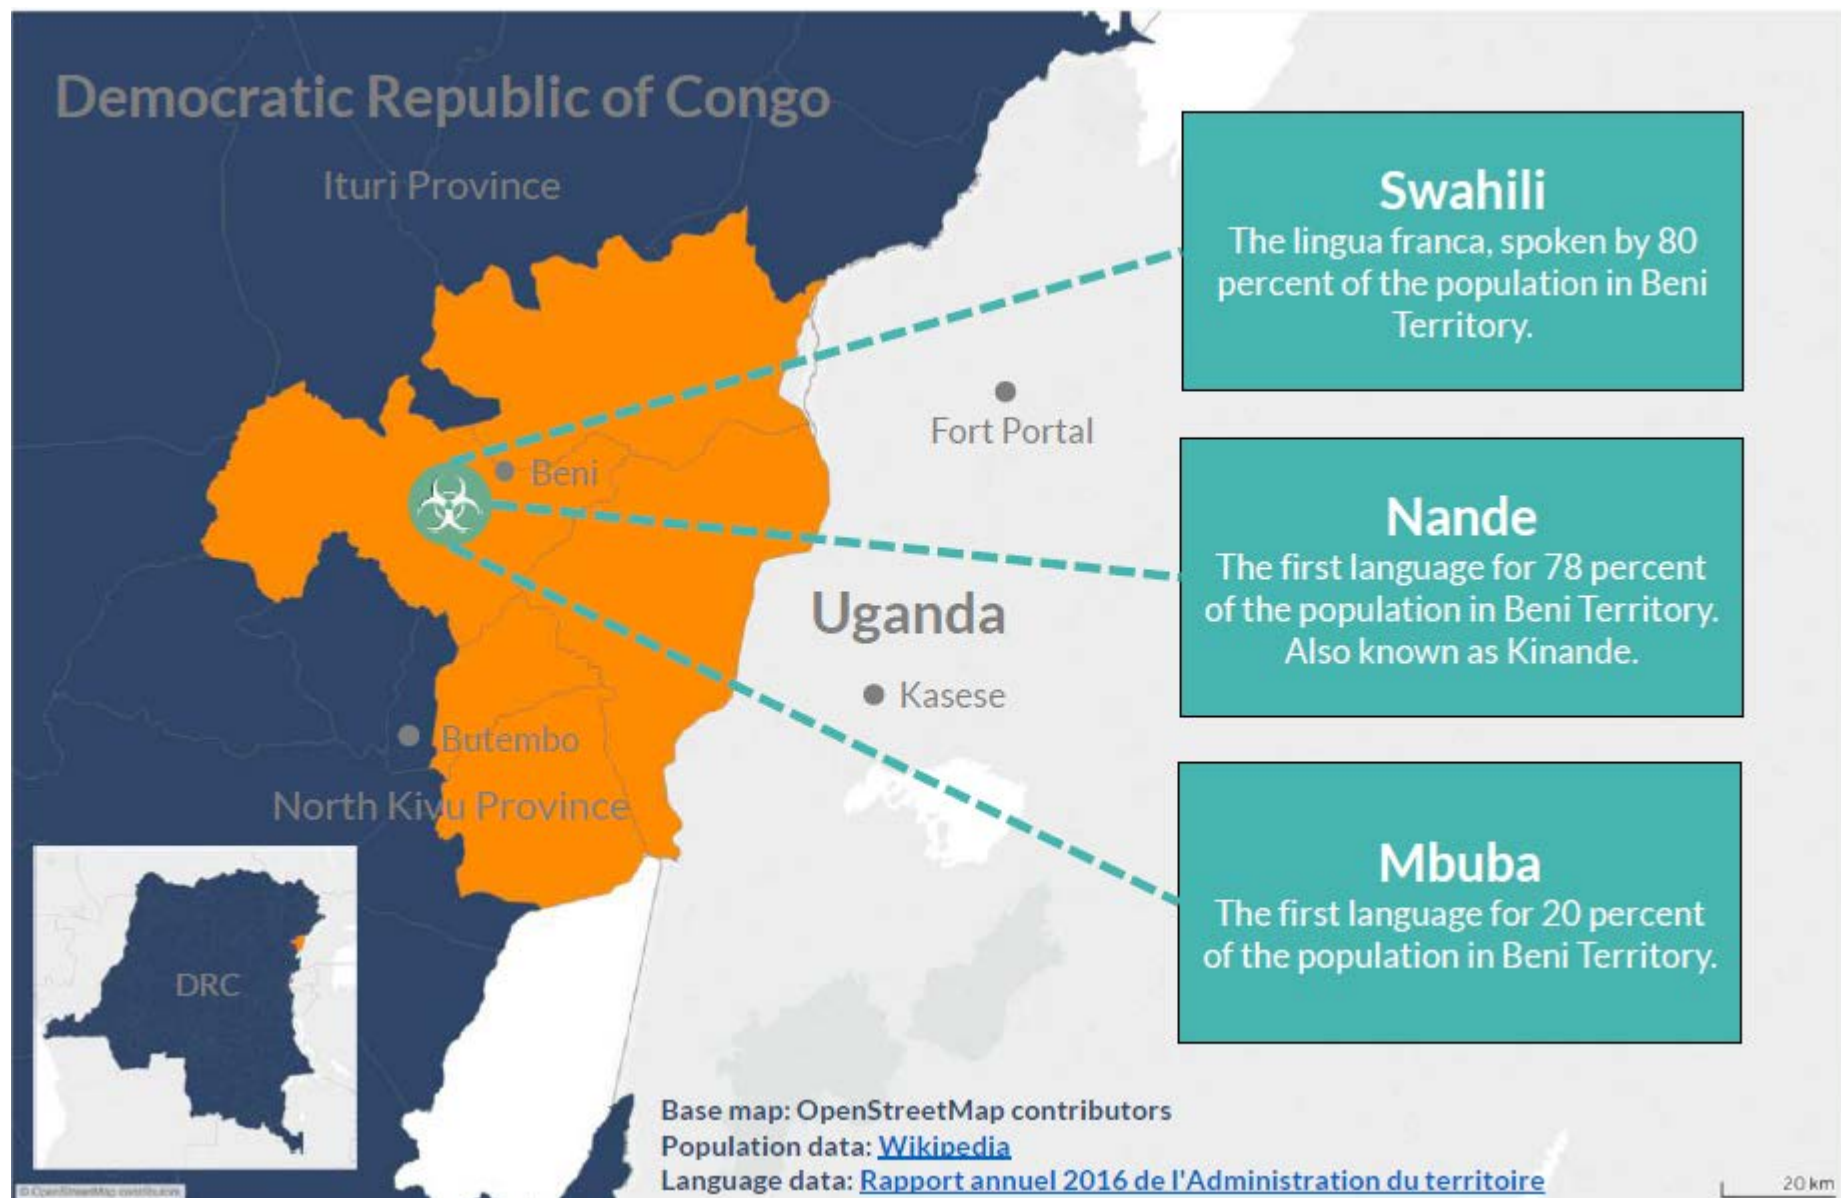 Democratic Republic of Congo
Ituri Province
Swahili
The lingua franca, spoken by 80
percent of the population in Beni
Territory.
Fort Portal
Beni
Nande
The first language for 78 percent
of the population in Beni Territory.
Also known as Kinande.
Uganda
Kasese
Butembo
North Kivu Province
Mbuba
The first language for 20 percent
of the population in Beni Territory.
DRC
Base map: OpenStreetMap contributors
Population data: Wikipedia
Language data: Rapport annuel 2016 de l'Administration du territoire
© OpenStreetMap contributors
20 km